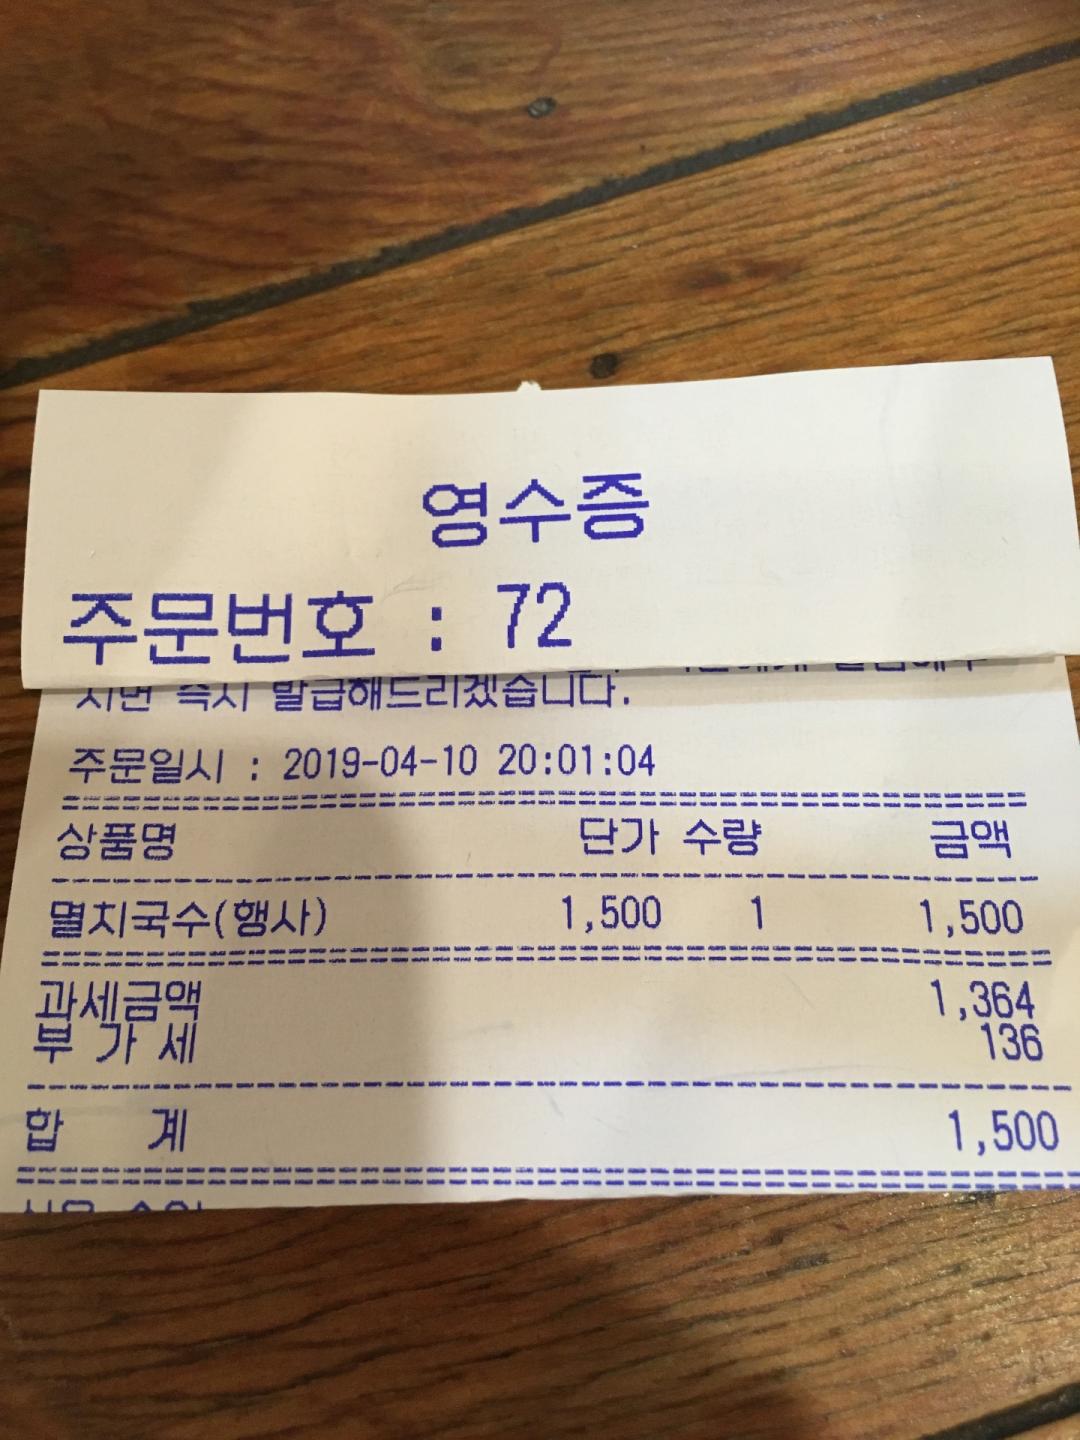 영수증
주문번호 : 72
시면 즉시 발급해드리겠습니다.
주문일시 : 2019-04-10 20:01:04
상품명 단가 수량 금액
멸치국수(행사) 1,500 1 1,500
과세금액 1,364
부 가 세 136
합 계 1,500